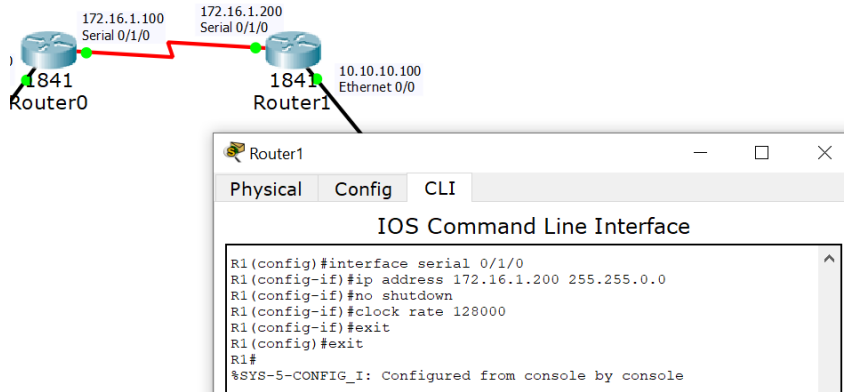 172.16.1.100
Serial 0/1/0
172.16.1.200
Serial 0/1/0
)
1841
Router0
1841
Router1
10.10.10.100
Ethernet 0/0
Router1
Physical Config CLI
IOS Command Line Interface
R1(config)#interface serial 0/1/0
R1(config-if)#ip address 172.16.1.200 255.255.0.0
R1(config-if)#no shutdown
R1(config-if)#clock rate 128000
R1(config-if)#exit
R1(config)#exit
R1#
%SYS-5-CONFIG_I: Configured from console by console